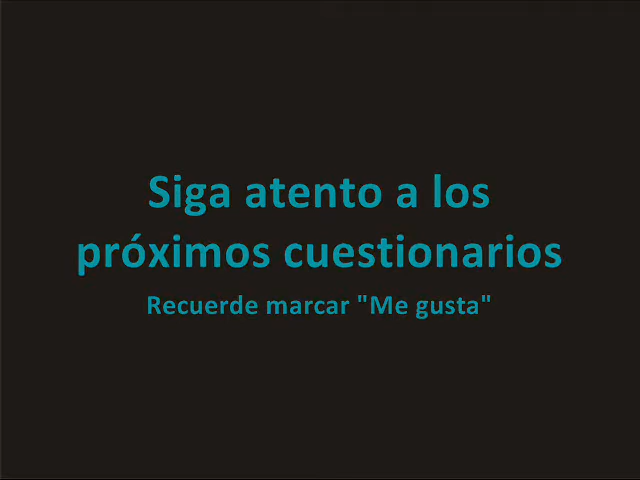 Siga atento a los
próximos cuestionarios
Recuerde marcar "Me gusta"